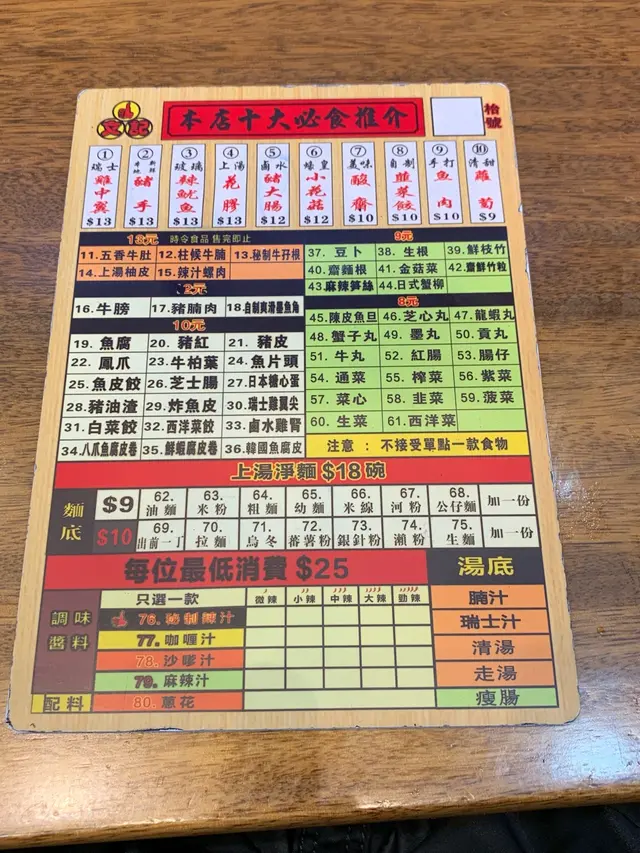 文記
本店十大必食推介
枱號
① 瑞士雞中翼 $13
② 新鮮南乳豬手 $13
③ 玻璃辣魷魚 $13
④ 上湯花膠 $13
⑤ 鹵水豬大腸 $12
⑥ 燴皇小花菇 $12
⑦ 美味酸齋 $10
⑧ 自制韮菜餃 $10
⑨ 手打魚肉 $10
⑩ 清甜蘿蔔 $9
13元 時令食品 售完即止
11.五香牛肚 12.柱候牛腩 13.秘制牛孖根
14.上湯柚皮 15.辣汁螺肉
12元
16.牛膀 17.豬腩肉 18.自制爽滑墨魚角
10元
19. 魚腐 20. 豬紅 21. 豬皮
22. 鳳爪 23.牛柏葉 24.魚片頭
25.魚皮餃 26.芝士腸 27.日本糖心蛋
28.豬油渣 29.炸魚皮 30.瑞士雞翼尖
31.白菜餃 32.西洋菜餃 33.鹵水雞腎
34.八爪魚腐皮卷 35.鮮蝦腐皮卷 36.韓國魚腐皮
9元
37. 豆卜 38. 生根 39.鮮枝竹
40.齋麵根 41.金菇菜 42.齋鮮竹粒
43.麻辣笋絲 44.日式蟹柳
8元
45.陳皮魚旦 46.芝心丸 47.龍蝦丸
48.蟹子丸 49.墨丸 50.貢丸
51. 牛丸 52. 紅腸 53.腸仔
54. 通菜 55. 榨菜 56. 紫菜
57. 菜心 58. 韭菜 59. 菠菜
60. 生菜 61.西洋菜
注意 : 不接受單點一款食物
上湯淨麵 $18碗
麵底
$9 62.油麵 63.米粉 64.粗麵 65.幼麵 66.米線 67.河粉 68.公仔麵 加一份
$10 69.出前一丁 70.拉麵 71.烏冬 72.蕃薯粉 73.銀針粉 74.瀨粉 75.生麵 加一份
每位最低消費 $25
湯底
只選一款 微辣 小辣 中辣 大辣 勁辣
調味醬料
76. 秘制辣汁
77. 咖喱汁
78. 沙嗲汁
79. 麻辣汁
配料 80. 蔥花
腩汁
瑞士汁
清湯
走湯
瘦腸